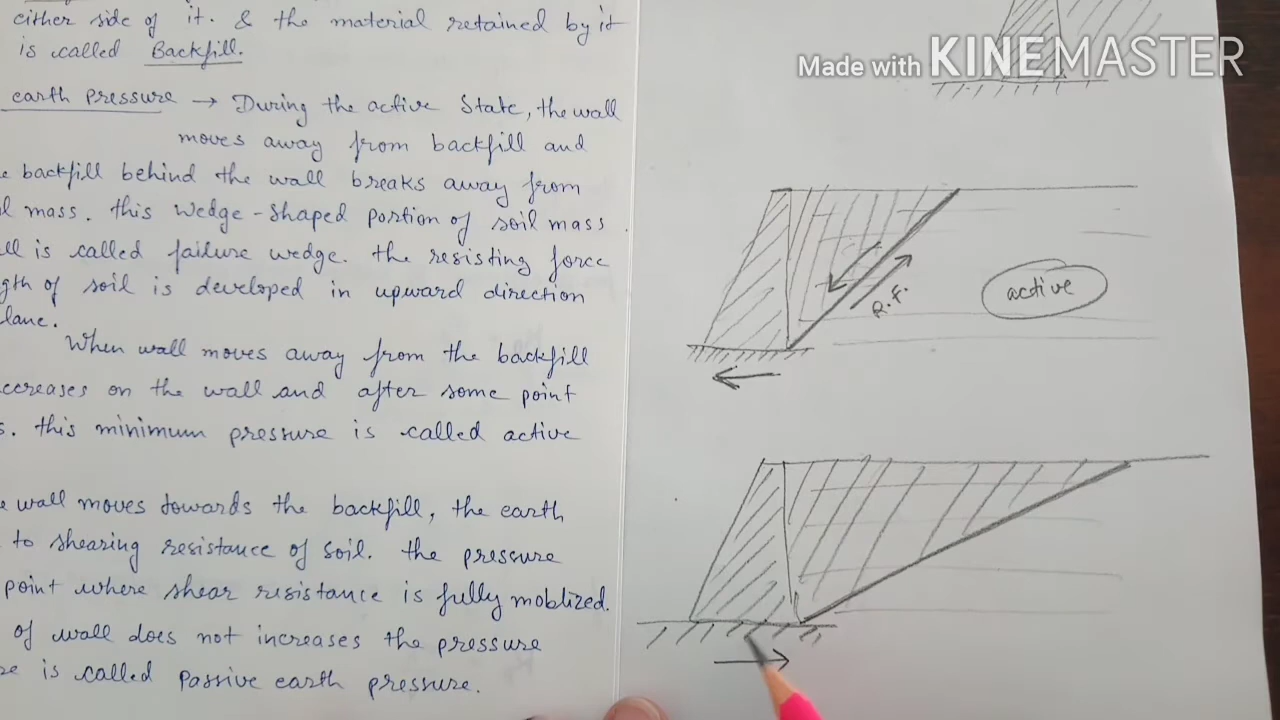 either side of it. & the material retained by it
is called Backfill.
earth pressure → During the active State, the wall
moves away from backfill and
backfill behind the wall breaks away from
mass. this wedge-shaped portion of soil mass
is called failure wedge. the resisting force
of soil is developed in upward direction
When wall moves away from the backfill
on the wall and after some point
this minimum pressure is called active
wall moves towards the backfill, the earth
to shearing resistance of soil. the pressure
point where shear resistance is fully moblized.
of wall does not increases the pressure
is called Passive earth pressure.
Made with KINEMASTER
R.F.
active